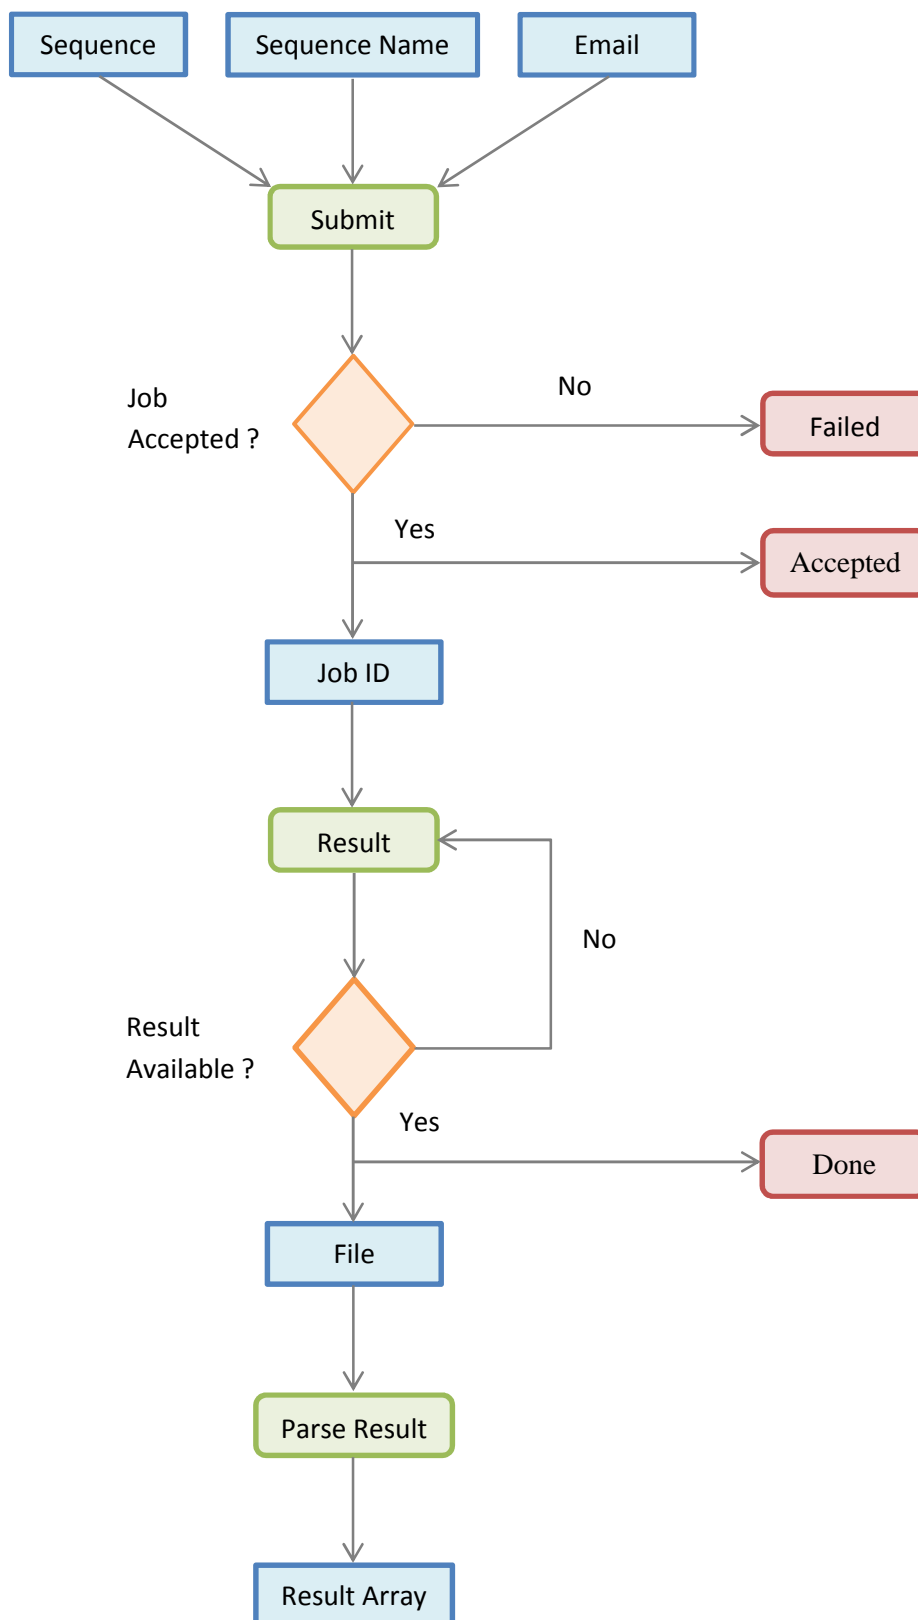 Sequence
Sequence Name
Email
Submit
Job
Accepted ?
No
Failed
Yes
Accepted
Job ID
Result
No
Result
Available ?
Yes
Done
File
Parse Result
Result Array